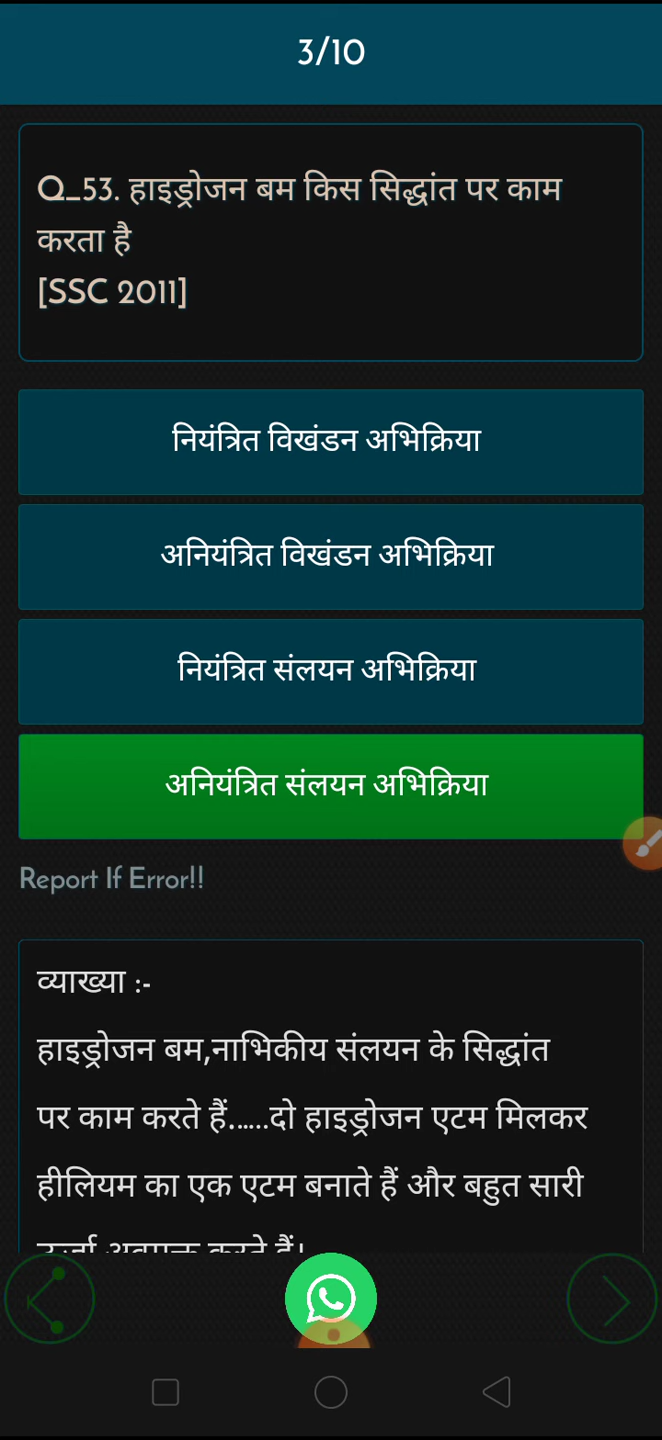 3/10
Q_53. हाइड्रोजन बम किस सिद्धांत पर काम
करता है
[SSC 2011]
नियंत्रित विखंडन अभिक्रिया
अनियंत्रित विखंडन अभिक्रिया
नियंत्रित संलयन अभिक्रिया
अनियंत्रित संलयन अभिक्रिया
Report If Error!!
व्याख्या :-
हाइड्रोजन बम,नाभिकीय संलयन के सिद्धांत
पर काम करते हैं......दो हाइड्रोजन एटम मिलकर
हीलियम का एक एटम बनाते हैं और बहुत सारी
करते हैं।